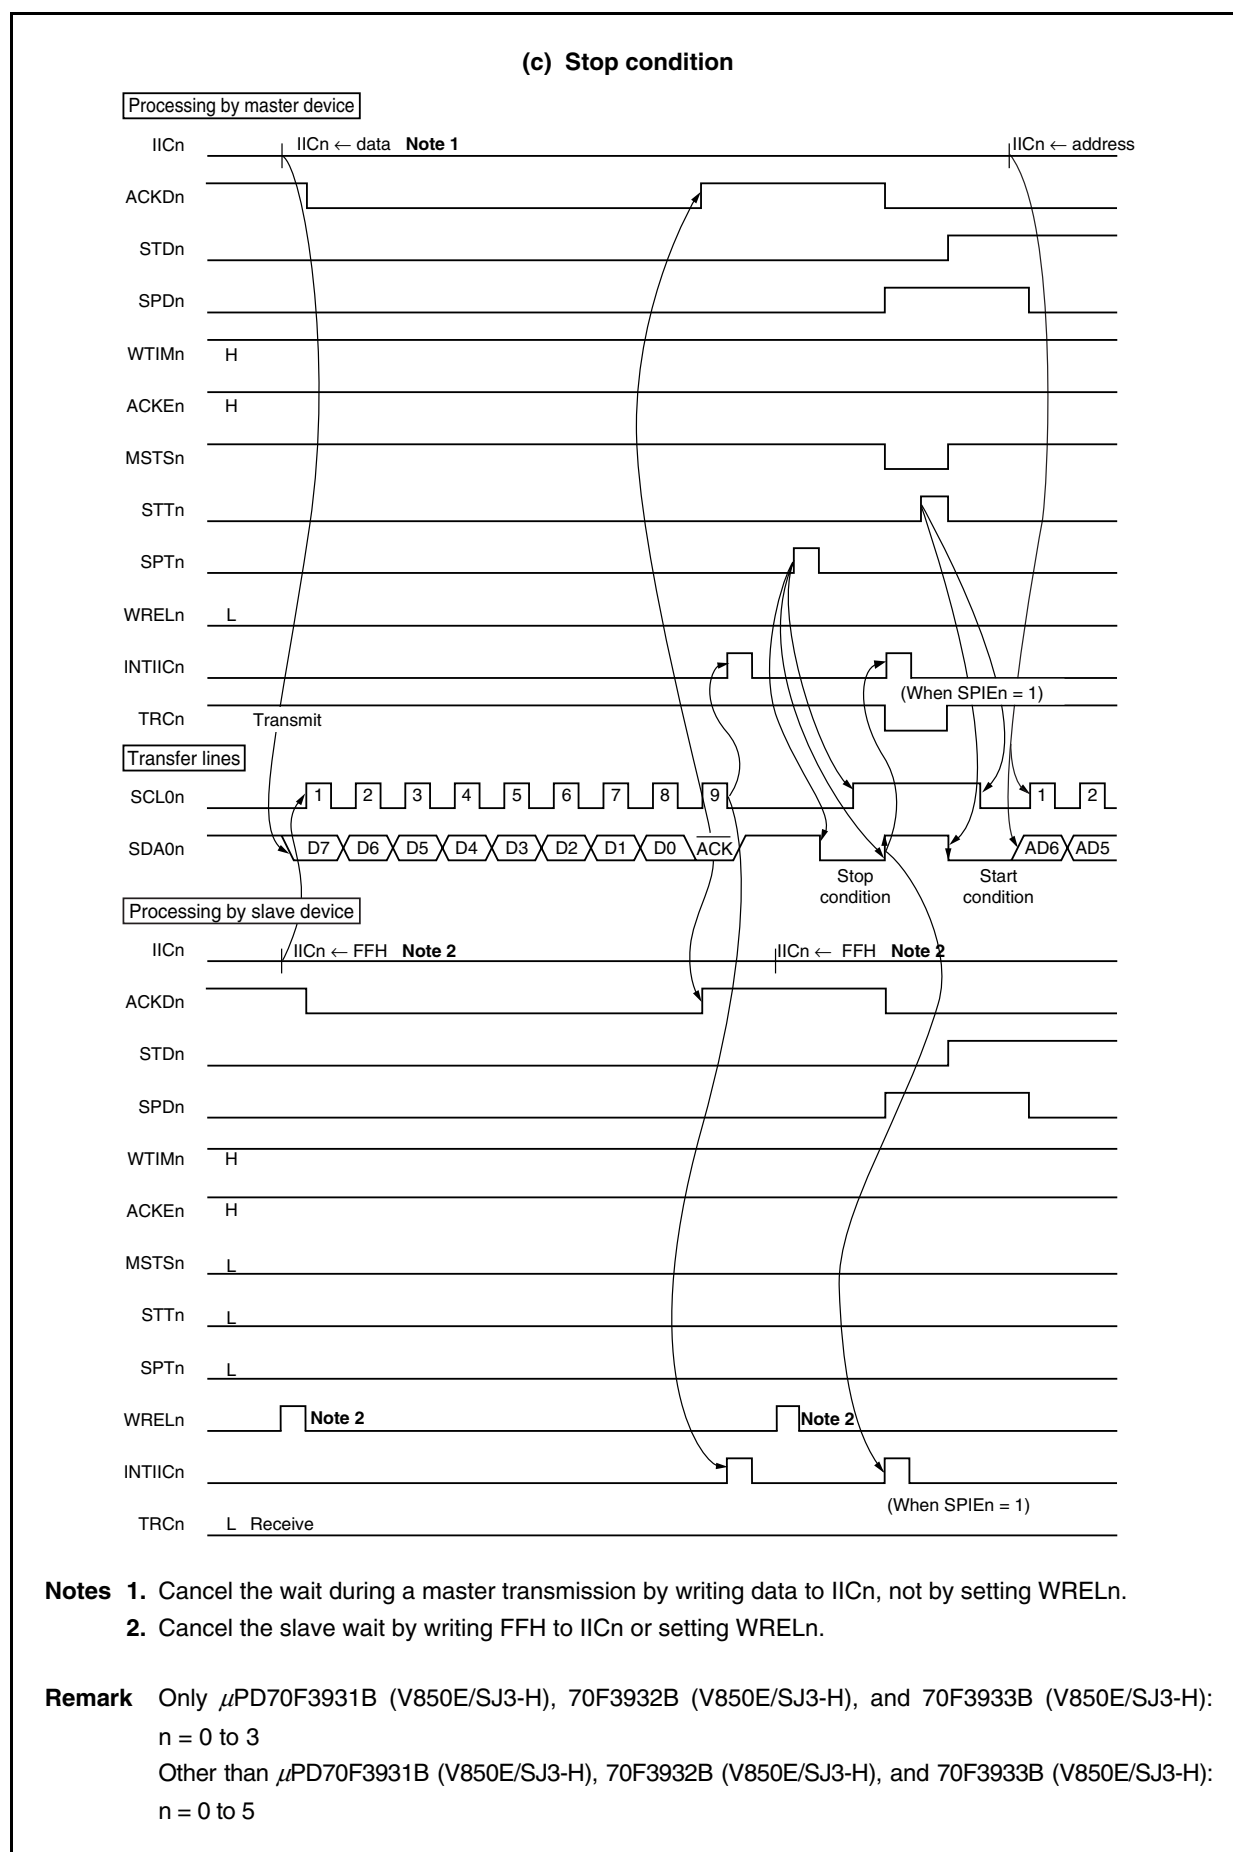 (c) Stop condition
Processing by master device
IICn IICn ← data Note 1 IICn ← address
ACKDn
STDn
SPDn
WTIMn H
ACKEn H
MSTSn
STTn
SPTn
WRELn L
INTIICn
(When SPIEn = 1)
TRCn Transmit
Transfer lines
SCL0n 1 2 3 4 5 6 7 8 9 1 2
SDA0n D7 D6 D5 D4 D3 D2 D1 D0 ACK AD6 AD5
Stop condition Start condition
Processing by slave device
IICn IICn ← FFH Note 2 IICn ← FFH Note 2
ACKDn
STDn
SPDn
WTIMn H
ACKEn H
MSTSn L
STTn L
SPTn L
WRELn Note 2 Note 2
INTIICn
(When SPIEn = 1)
TRCn L Receive
Notes 1. Cancel the wait during a master transmission by writing data to IICn, not by setting WRELn.
2. Cancel the slave wait by writing FFH to IICn or setting WRELn.
Remark Only μPD70F3931B (V850E/SJ3-H), 70F3932B (V850E/SJ3-H), and 70F3933B (V850E/SJ3-H):
n = 0 to 3
Other than μPD70F3931B (V850E/SJ3-H), 70F3932B (V850E/SJ3-H), and 70F3933B (V850E/SJ3-H):
n = 0 to 5